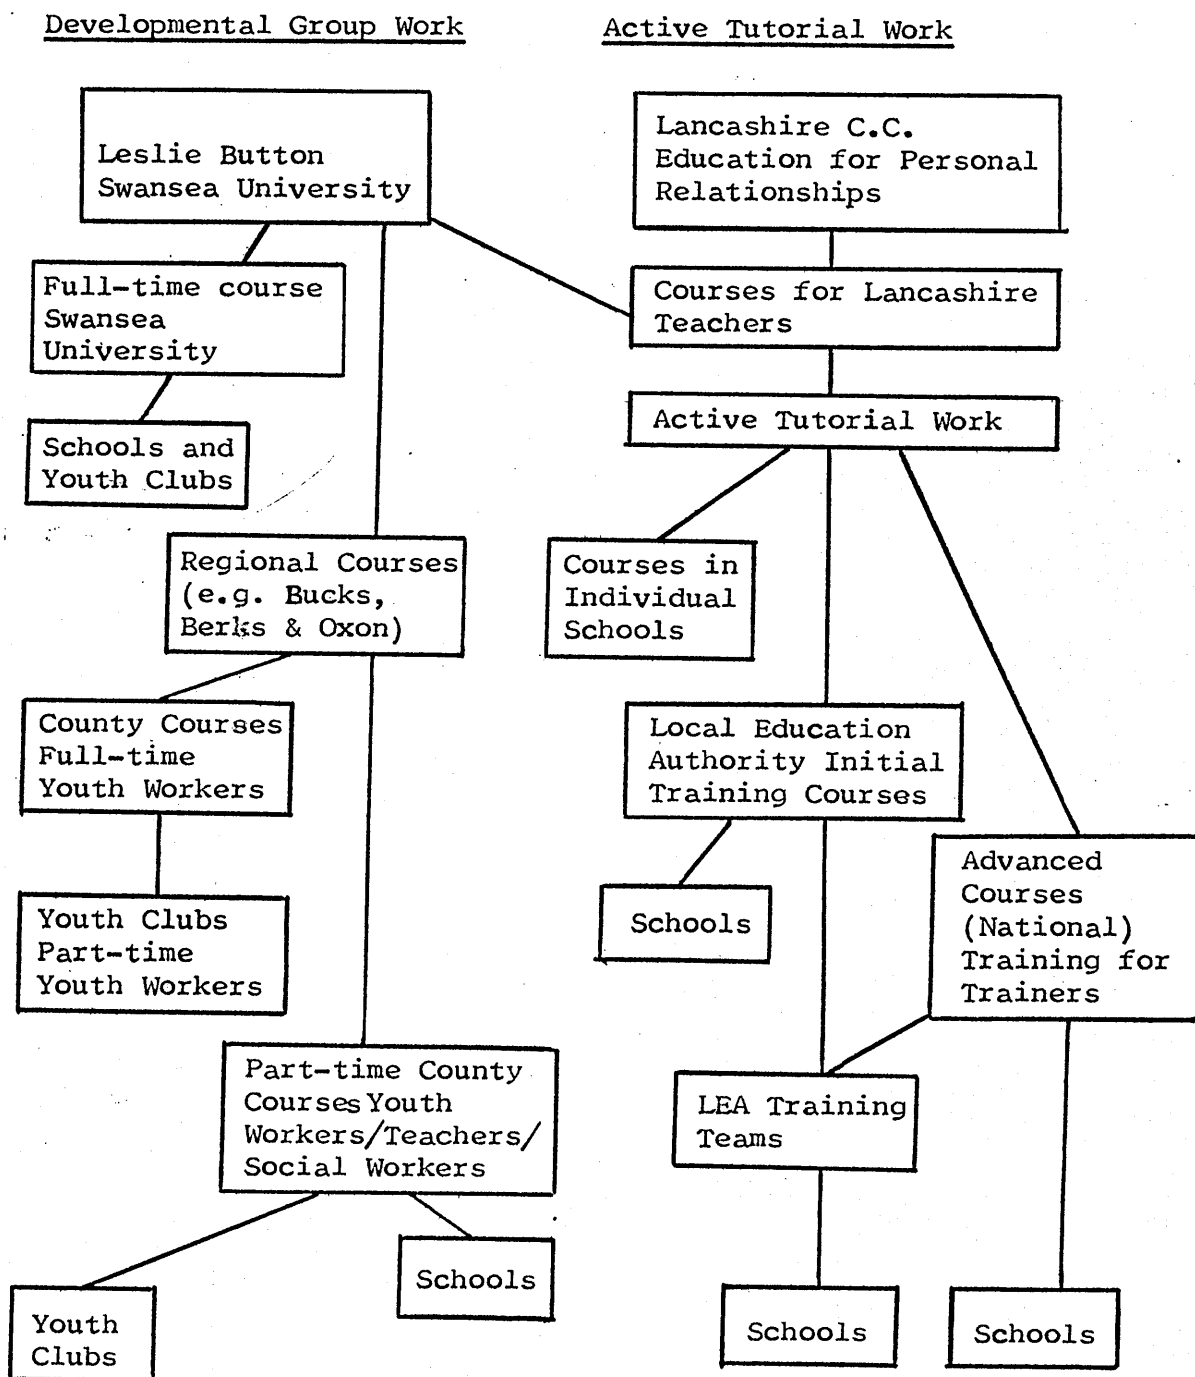 Developmental Group Work
Active Tutorial Work
Leslie Button
Swansea University
Lancashire C.C.
Education for Personal
Relationships
Full-time course
Swansea
University
Courses for Lancashire
Teachers
Schools and
Youth Clubs
Active Tutorial Work
Regional Courses
(e.g. Bucks,
Berks & Oxon)
Courses in
Individual
Schools
County Courses
Full-time
Youth Workers
Local Education
Authority Initial
Training Courses
Youth Clubs
Part-time
Youth Workers
Schools
Advanced
Courses
(National)
Training for
Trainers
Part-time County
Courses Youth
Workers/Teachers/
Social Workers
LEA Training
Teams
Schools
Youth
Clubs
Schools
Schools